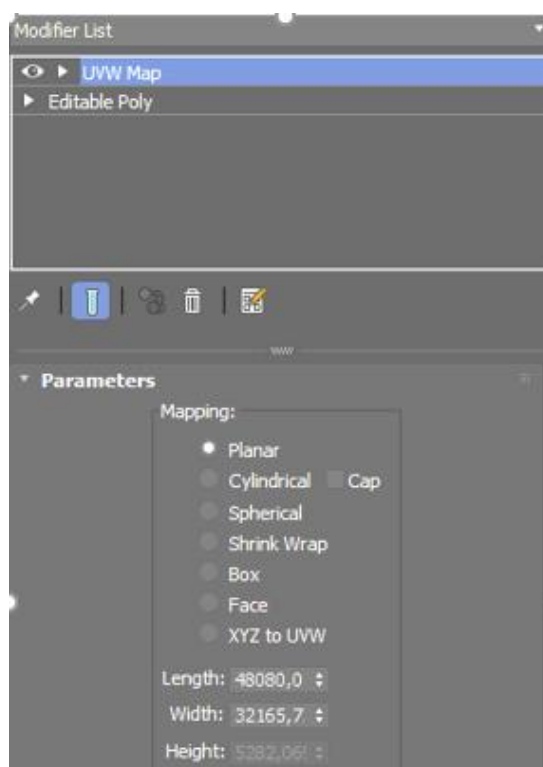 Modifier List
UVW Map
Editable Poly
Parameters
Mapping:
Planar
Cylindrical Cap
Spherical
Shrink Wrap
Box
Face
XYZ to UVW
Length: 48080,0
Width: 32165,7
Height: